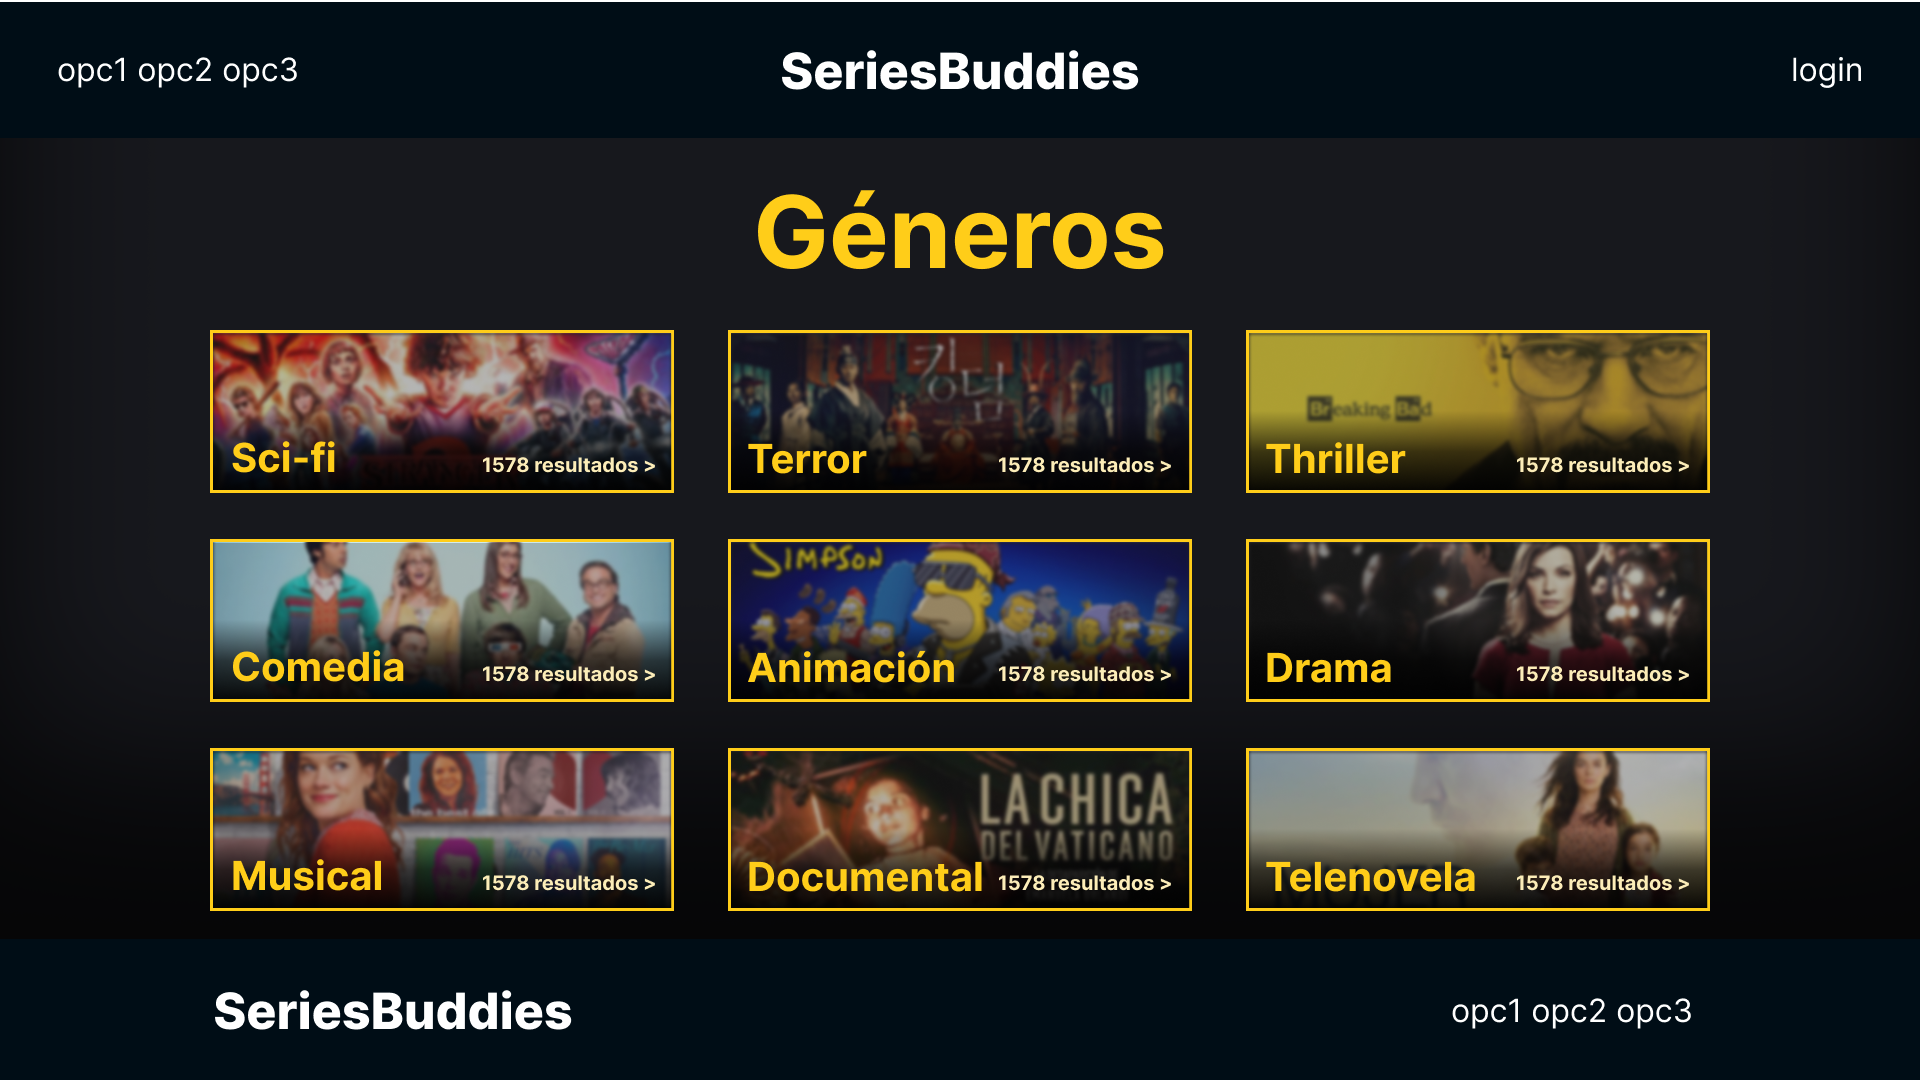 opc1 opc2 opc3
SeriesBuddies
login
Géneros
킹덤
Sci-fi
1578 resultados >
Terror
1578 resultados >
Breaking Bad
Thriller
1578 resultados >
Comedia
1578 resultados >
SIMPSON
Animación
1578 resultados >
Drama
1578 resultados >
Musical
1578 resultados >
LA CHICA
DEL VATICANO
Documental
1578 resultados >
Telenovela
1578 resultados >
SeriesBuddies
opc1 opc2 opc3